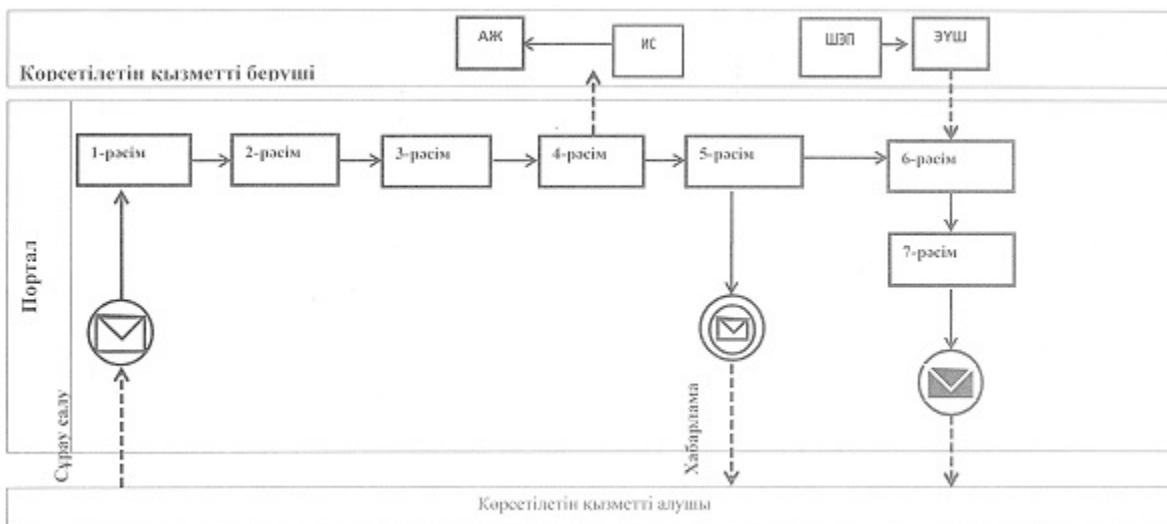 АЖ
ИС
ШЭП
ЭҮШ
Көрсетілетін қызметті беруші
1-рәсім
2-рәсім
3-рәсім
4-рәсім
5-рәсім
6-рәсім
7-рәсім
Портал
Сұрау салу
Хабарлама
Көрсетілетін қызметті алушы